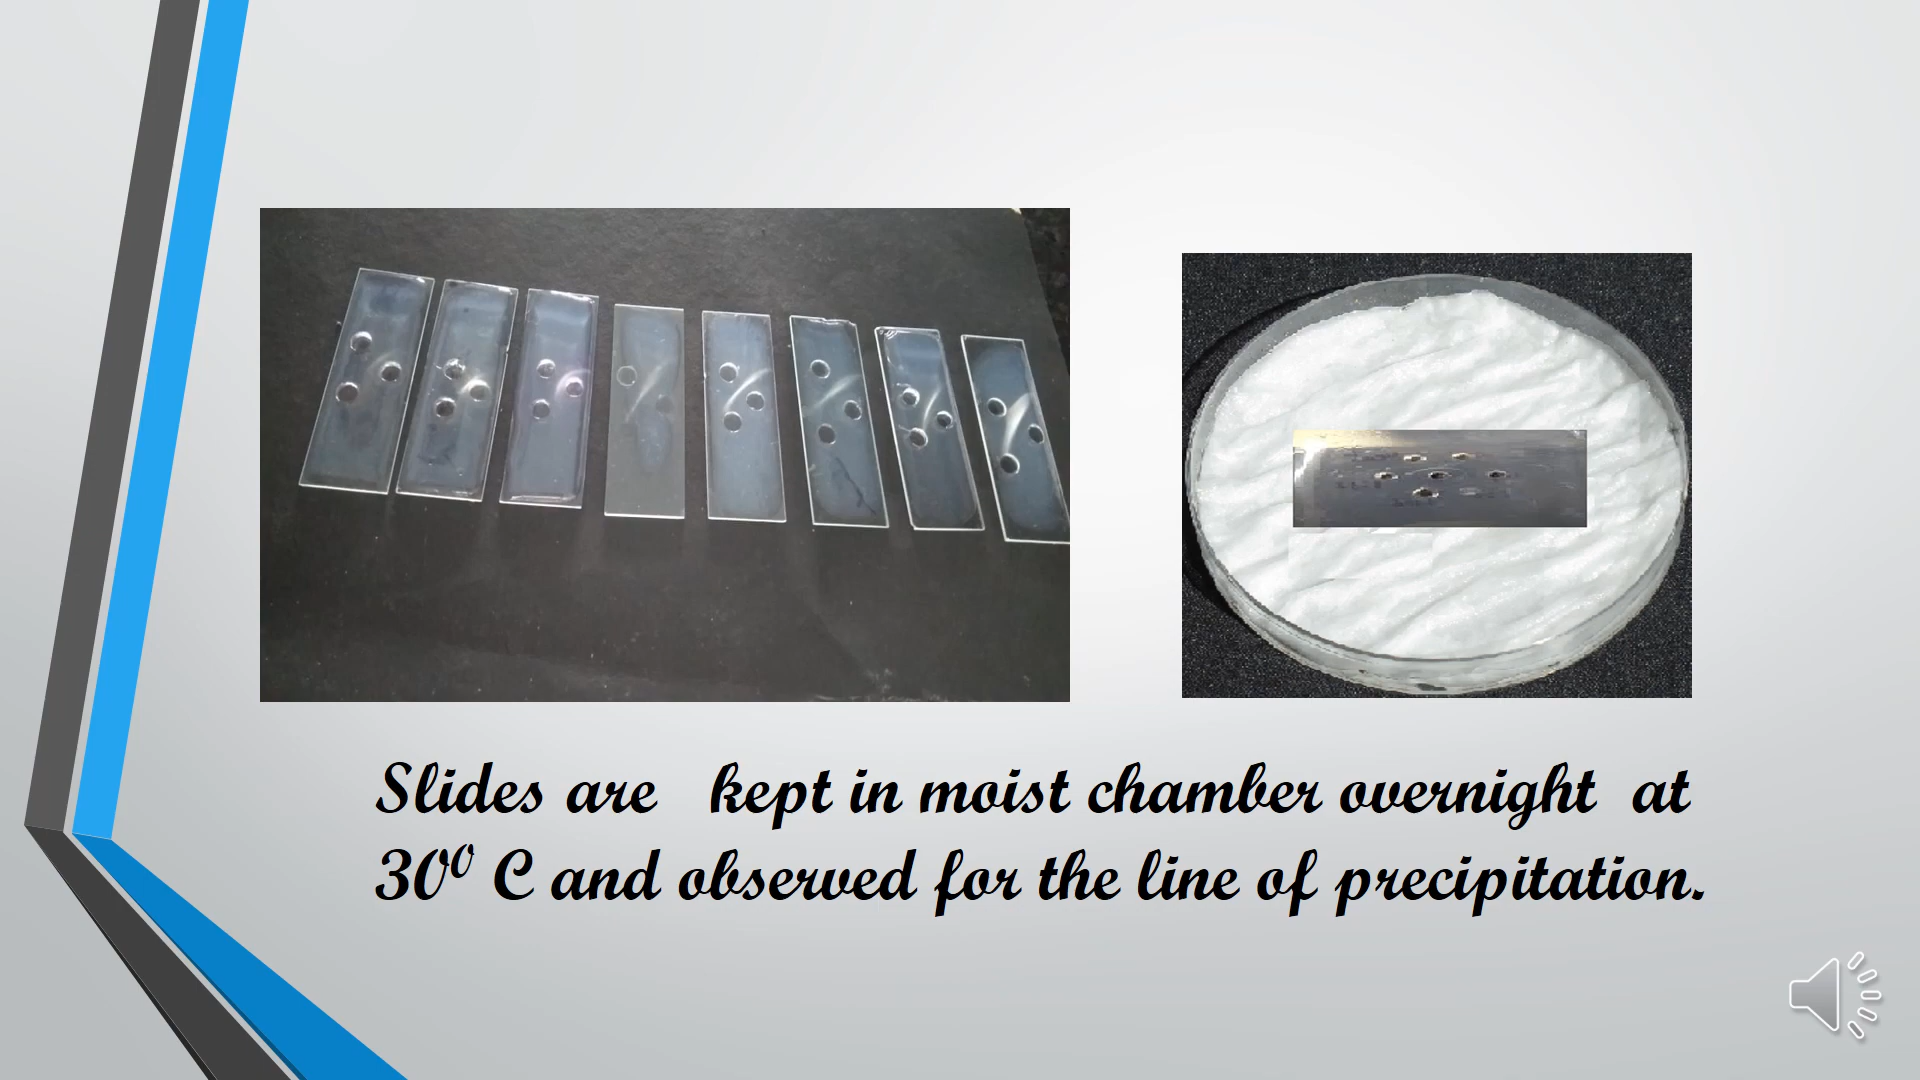 Slides are kept in moist chamber overnight at
30⁰ C and observed for the line of precipitation.